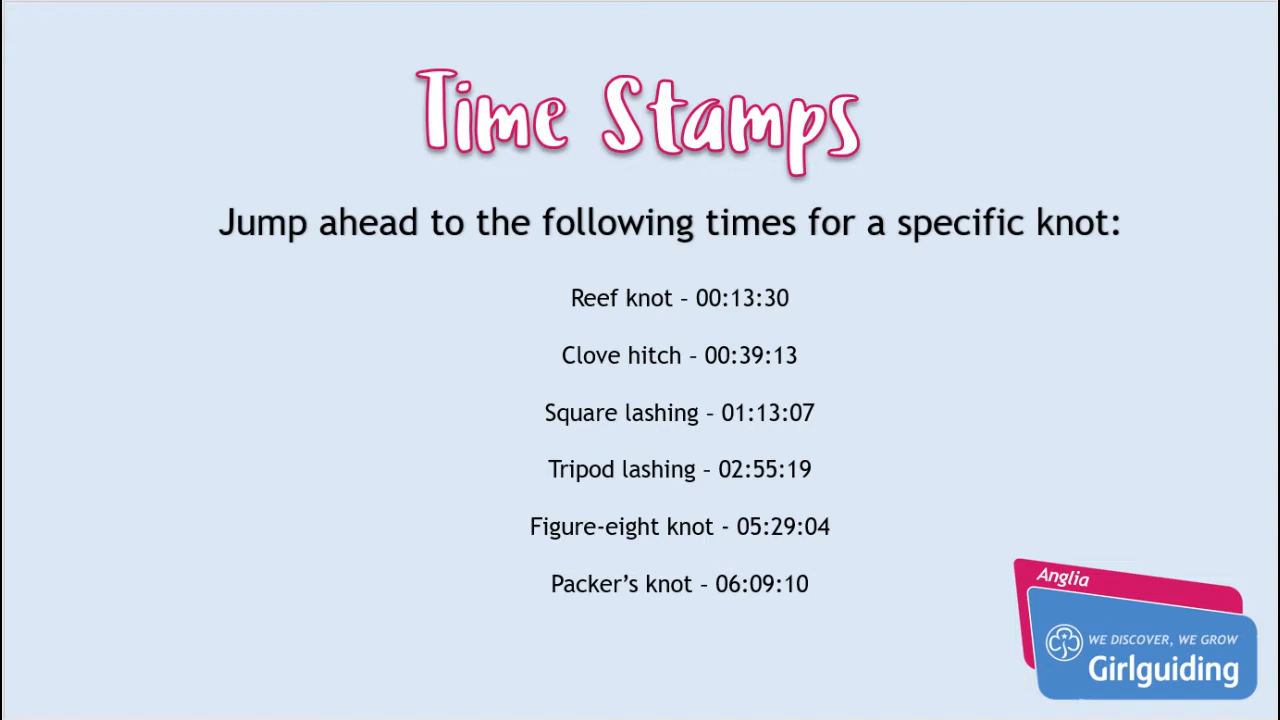 Time Stamps
Jump ahead to the following times for a specific knot:
Reef knot – 00:13:30
Clove hitch – 00:39:13
Square lashing – 01:13:07
Tripod lashing – 02:55:19
Figure-eight knot - 05:29:04
Packer’s knot – 06:09:10
Anglia
WE DISCOVER, WE GROW
Girlguiding